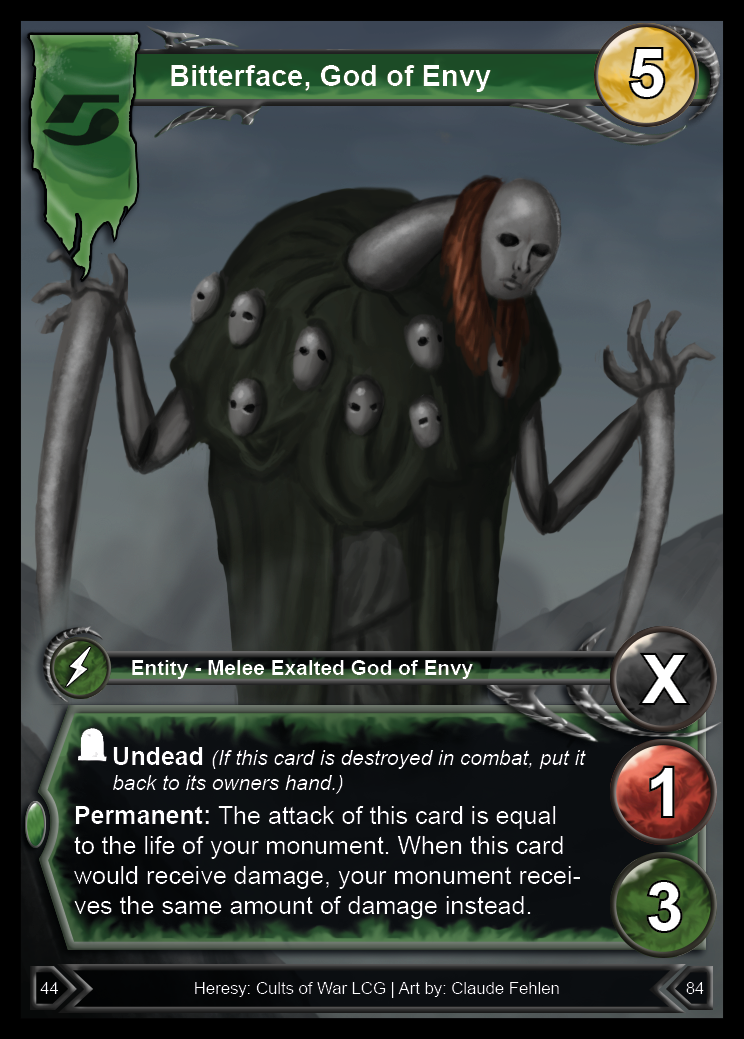 Bitterface, God of Envy
5
Entity - Melee Exalted God of Envy
X
Undead (If this card is destroyed in combat, put it
back to its owners hand.)
1
Permanent: The attack of this card is equal
to the life of your monument. When this card
would receive damage, your monument recei-
ves the same amount of damage instead.
3
44
Heresy: Cults of War LCG | Art by: Claude Fehlen
84